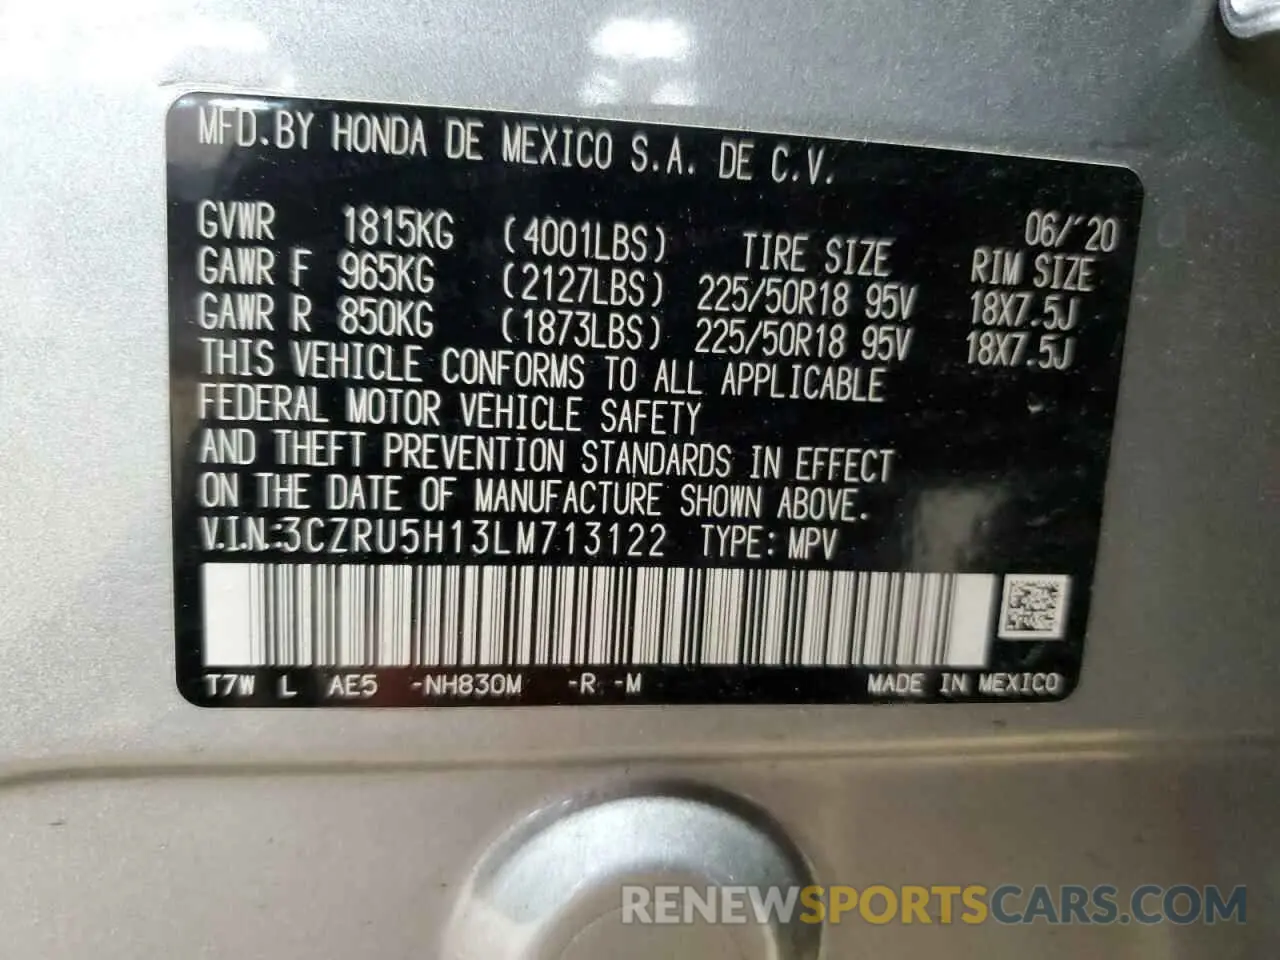 MFD.BY HONDA DE MEXICO S.A. DE C.V.
06/'20
GVWR 1815KG (4001LBS) TIRE SIZE RIM SIZE
GAWR F 965KG (2127LBS) 225/50R18 95V 18X7.5J
GAWR R 850KG (1873LBS) 225/50R18 95V 18X7.5J
THIS VEHICLE CONFORMS TO ALL APPLICABLE
FEDERAL MOTOR VEHICLE SAFETY
AND THEFT PREVENTION STANDARDS IN EFFECT
ON THE DATE OF MANUFACTURE SHOWN ABOVE.
V.I.N.:3CZRU5H13LM713122 TYPE: MPV
T7W L AE5 -NH830M -R -M MADE IN MEXICO
RENEWSPORTSCARS.COM